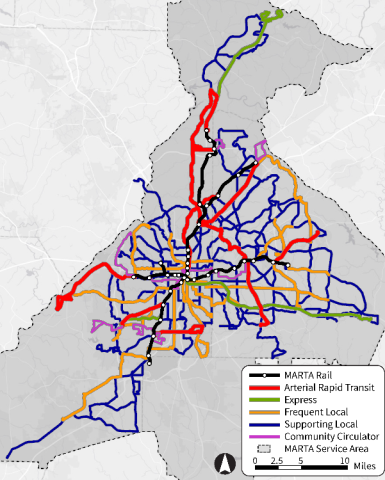 MARTA Rail
Arterial Rapid Transit
Express
Frequent Local
Supporting Local
Community Circulator
MARTA Service Area
0 2.5 5 10
Miles